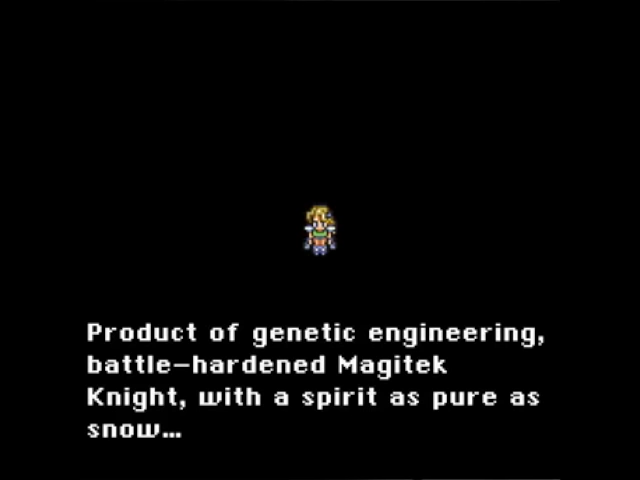 Product of genetic engineering,
battle-hardened Magitek
Knight, with a spirit as pure as
snow…